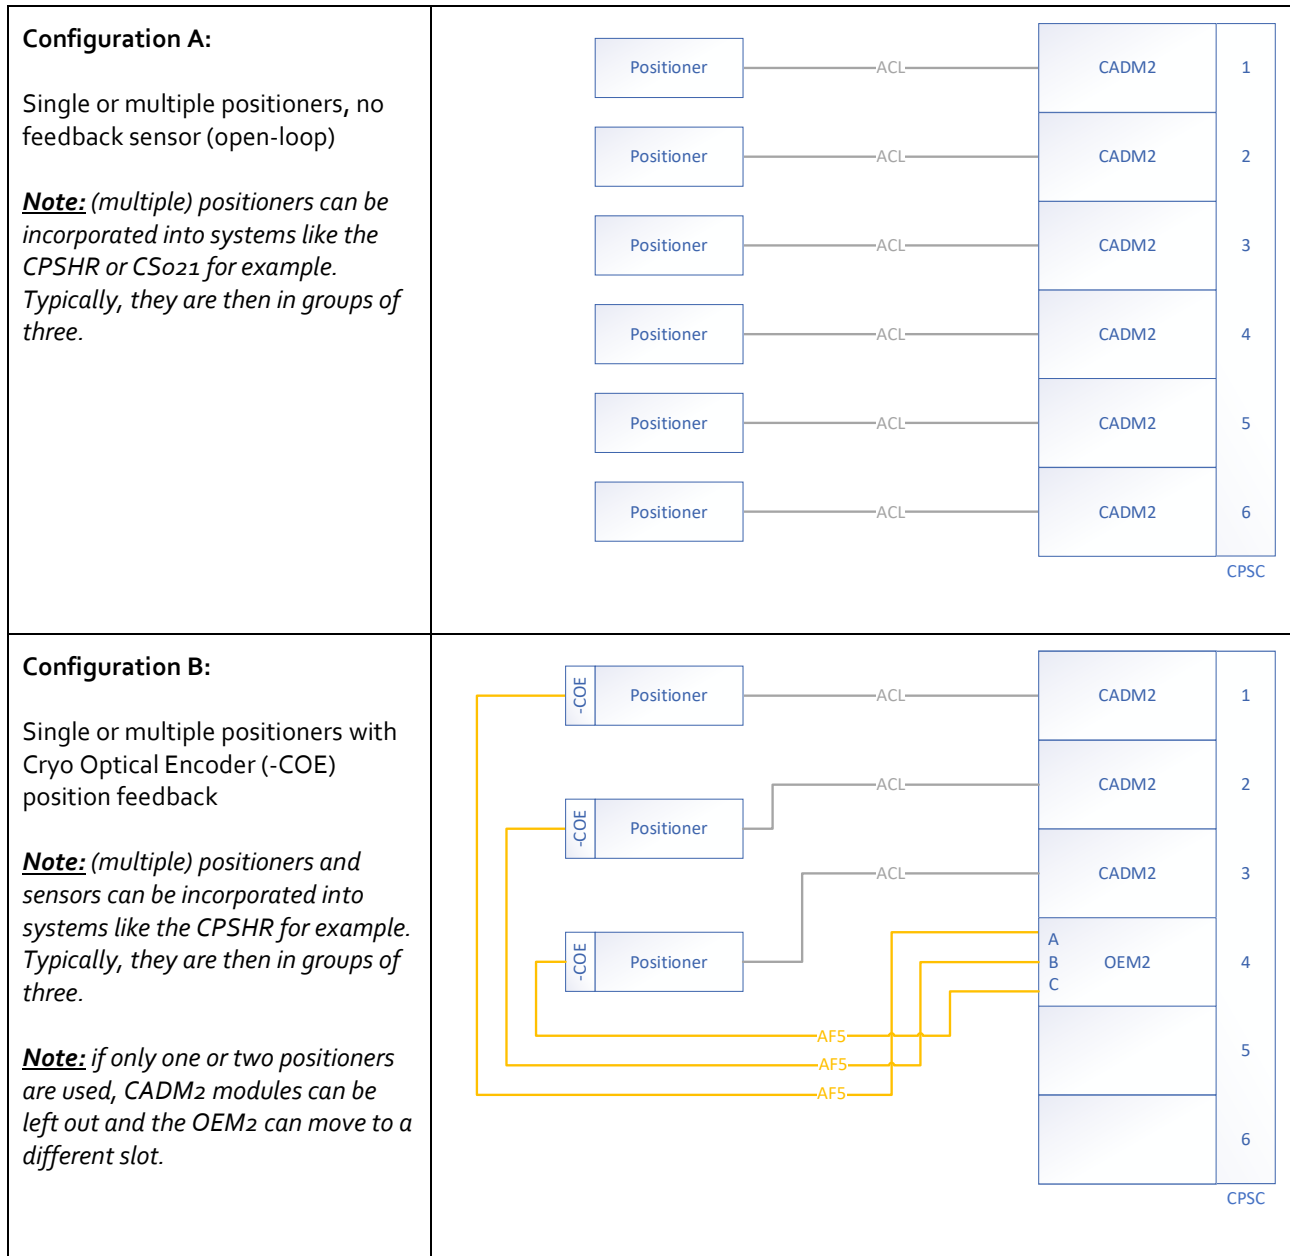 Configuration A:
Single or multiple positioners, no
feedback sensor (open-loop)
Note: (multiple) positioners can be
incorporated into systems like the
CPSHR or CS021 for example.
Typically, they are then in groups of
three.
Positioner ACL CADM2 1
Positioner ACL CADM2 2
Positioner ACL CADM2 3
Positioner ACL CADM2 4
Positioner ACL CADM2 5
Positioner ACL CADM2 6
CPSC
Configuration B:
Single or multiple positioners with
Cryo Optical Encoder (-COE)
position feedback
Note: (multiple) positioners and
sensors can be incorporated into
systems like the CPSHR for example.
Typically, they are then in groups of
three.
Note: if only one or two positioners
are used, CADM2 modules can be
left out and the OEM2 can move to a
different slot.
-COE Positioner ACL CADM2 1
ACL CADM2 2
-COE Positioner
ACL CADM2 3
A
-COE Positioner B OEM2 4
C
AF5
5
AF5
AF5
6
CPSC